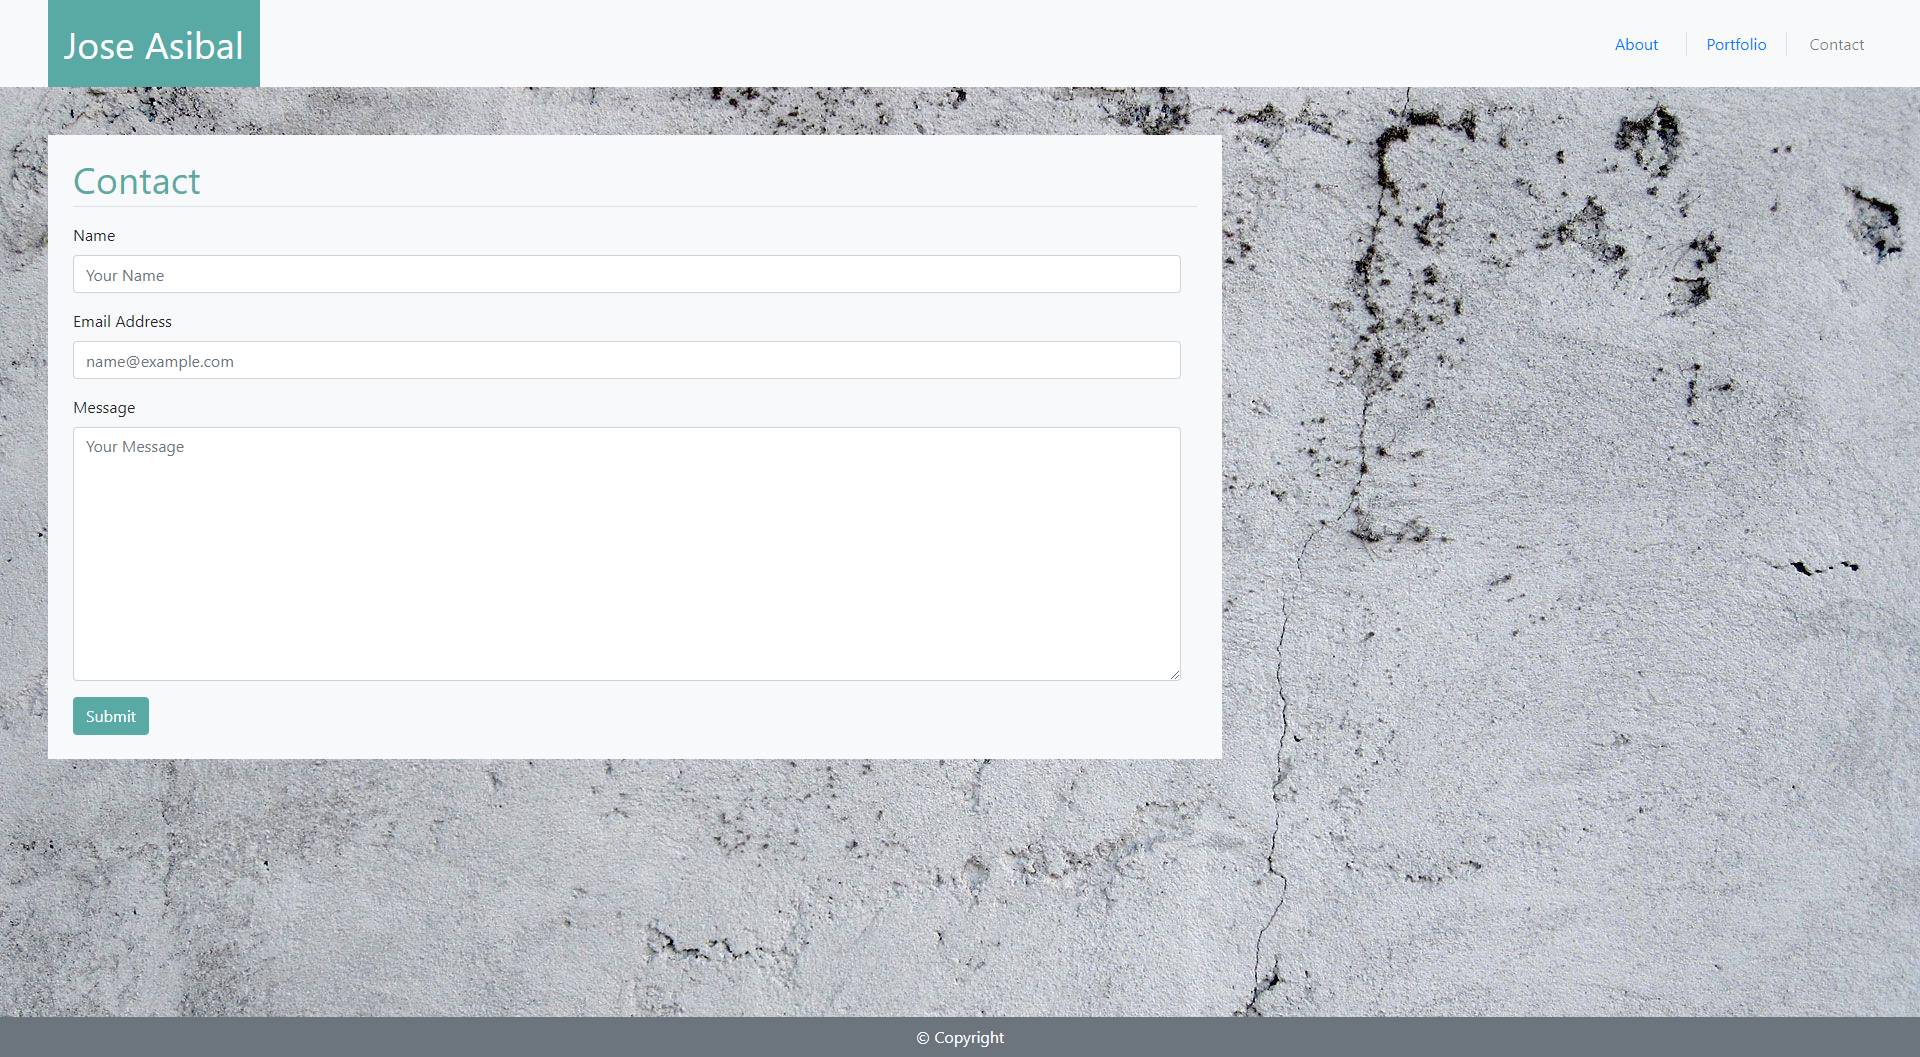 Jose Asibal
About
Portfolio
Contact
Contact
Name
Your Name
Email Address
name@example.com
Message
Your Message
Submit
© Copyright